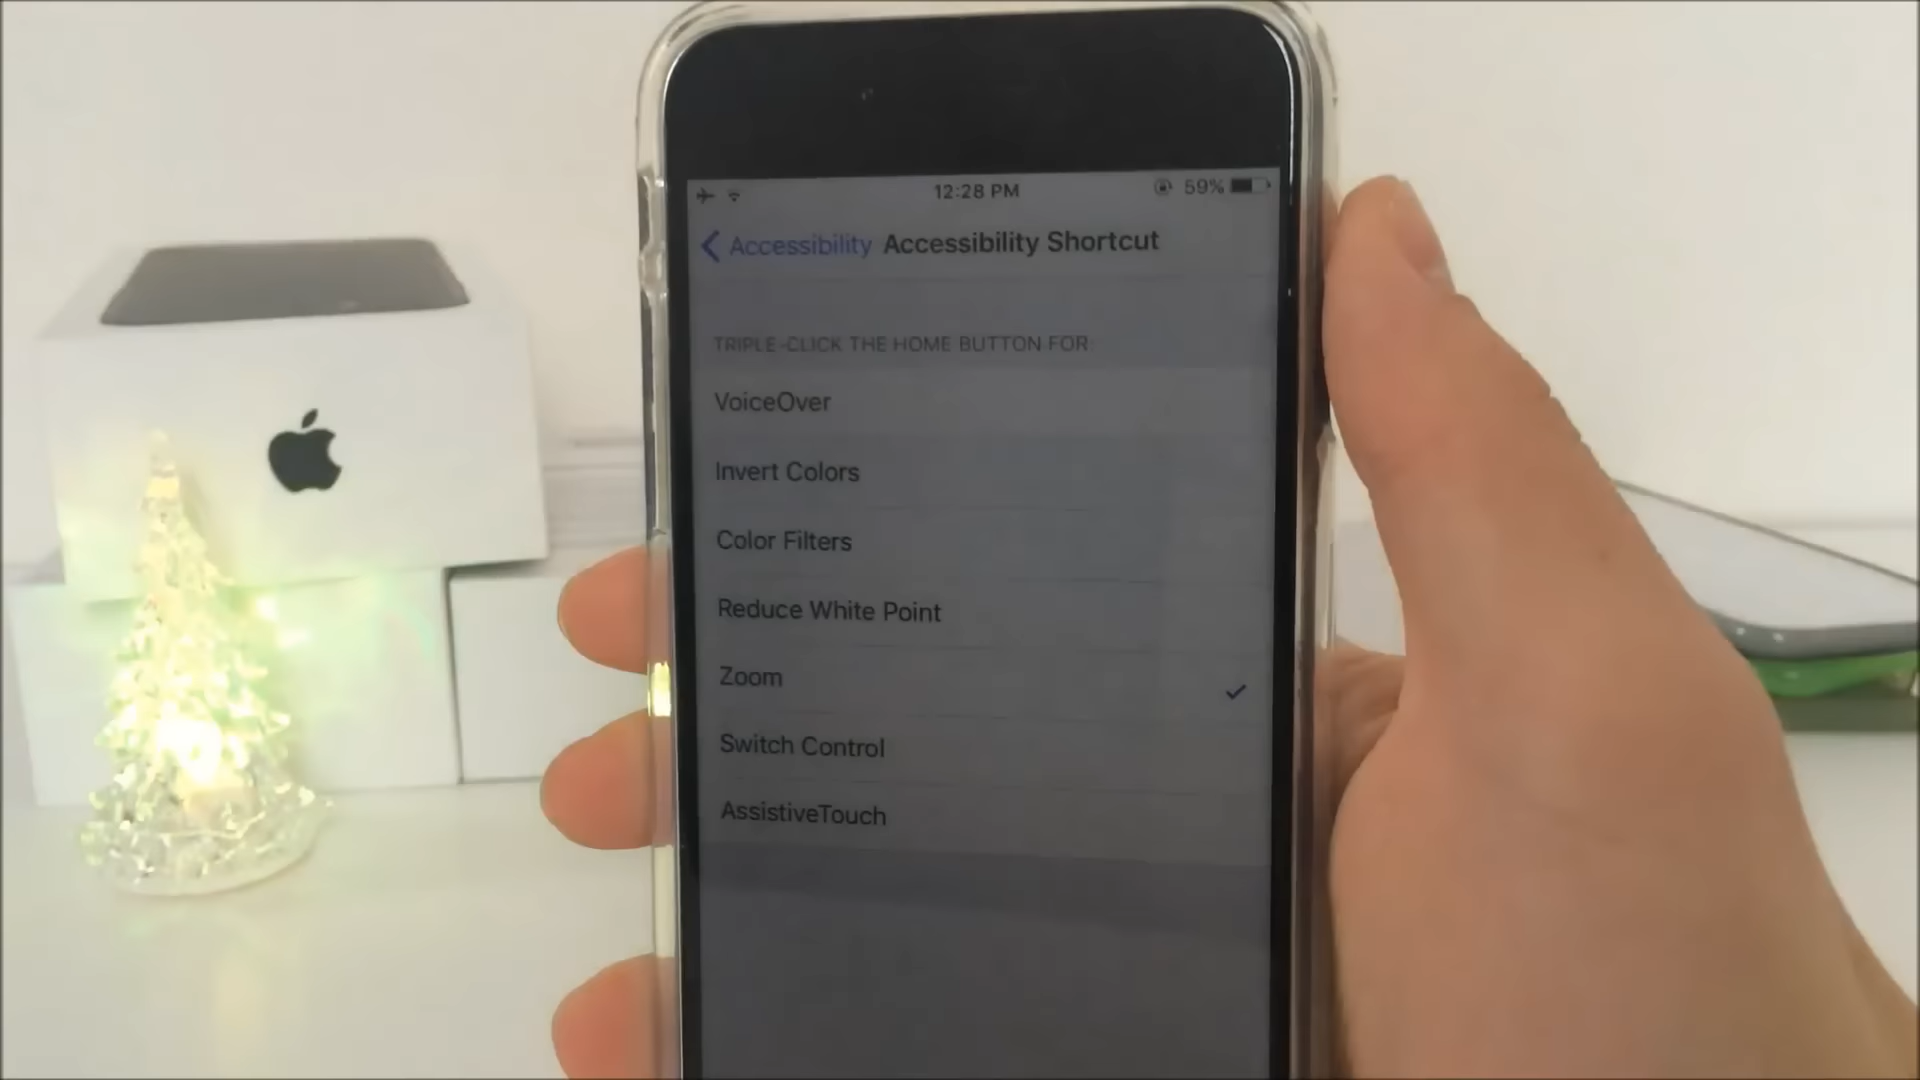 12:28 PM
59%
Accessibility Accessibility Shortcut
TRIPLE-CLICK THE HOME BUTTON FOR:
VoiceOver
Invert Colors
Color Filters
Reduce White Point
Zoom
Switch Control
AssistiveTouch